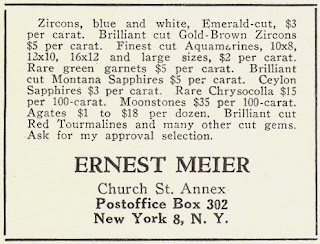 Zircons, blue and white, Emerald-cut, $3
per carat. Brilliant cut Gold-Brown Zircons
$5 per carat. Finest cut Aquamarines, 10x8,
12x10, 16x12 and large sizes, $2 per carat.
Rare green garnets $5 per carat. Brilliant
cut Montana Sapphires $5 per carat. Ceylon
Sapphires $3 per carat. Rare Chrysocolla $15
per 100-carat. Moonstones $35 per 100-carat.
Agates $1 to $18 per dozen. Brilliant cut
Red Tourmalines and many other cut gems.
Ask for my approval selection.
ERNEST MEIER
Church St. Annex
Postoffice Box 302
New York 8, N. Y.